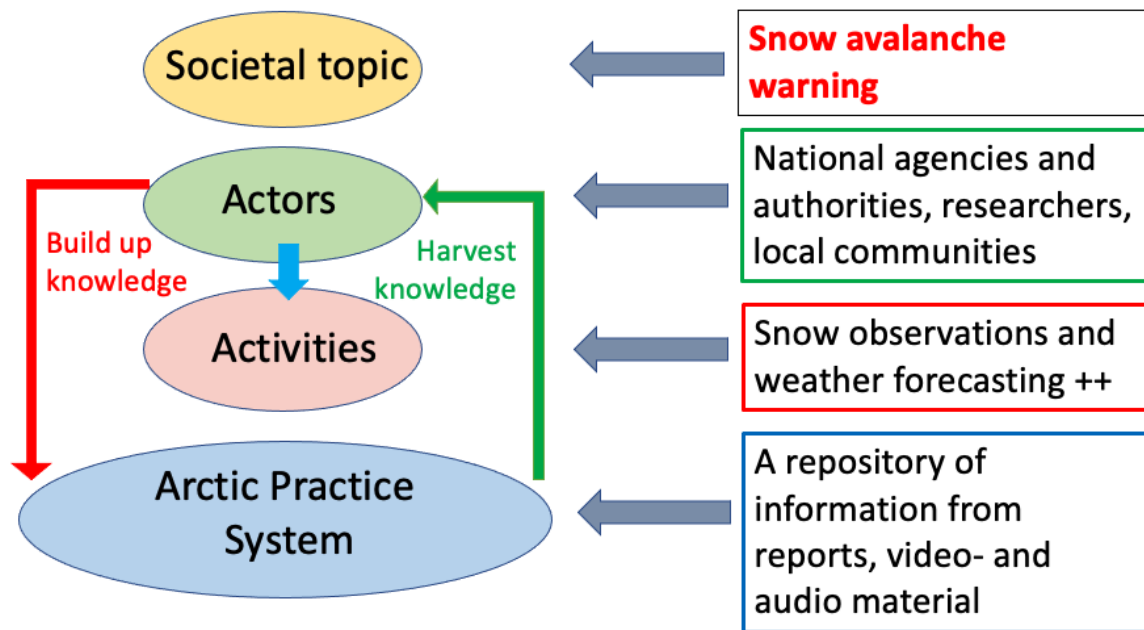 Societal topic
Snow avalanche
warning
Actors
National agencies and
authorities, researchers,
local communities
Build up
knowledge
Harvest
knowledge
Activities
Snow observations and
weather forecasting ++
Arctic Practice
System
A repository of
information from
reports, video- and
audio material